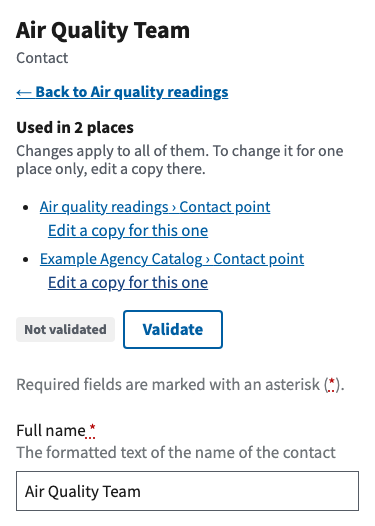 Air Quality Team
Contact
← Back to Air quality readings
Used in 2 places
Changes apply to all of them. To change it for one
place only, edit a copy there.
• Air quality readings › Contact point
Edit a copy for this one
• Example Agency Catalog › Contact point
Edit a copy for this one
Not validated Validate
Required fields are marked with an asterisk (*).
Full name *
The formatted text of the name of the contact
Air Quality Team